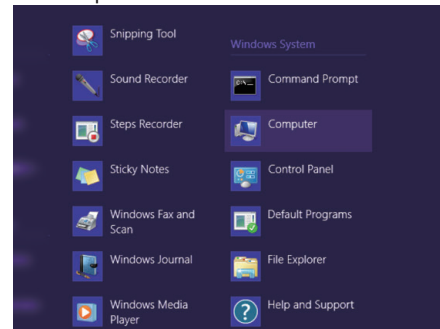 Snipping Tool
Sound Recorder
Steps Recorder
Sticky Notes
Windows Fax and
Scan
Windows Journal
Windows Media
Player
Windows System
Command Prompt
Computer
Control Panel
Default Programs
File Explorer
Help and Support